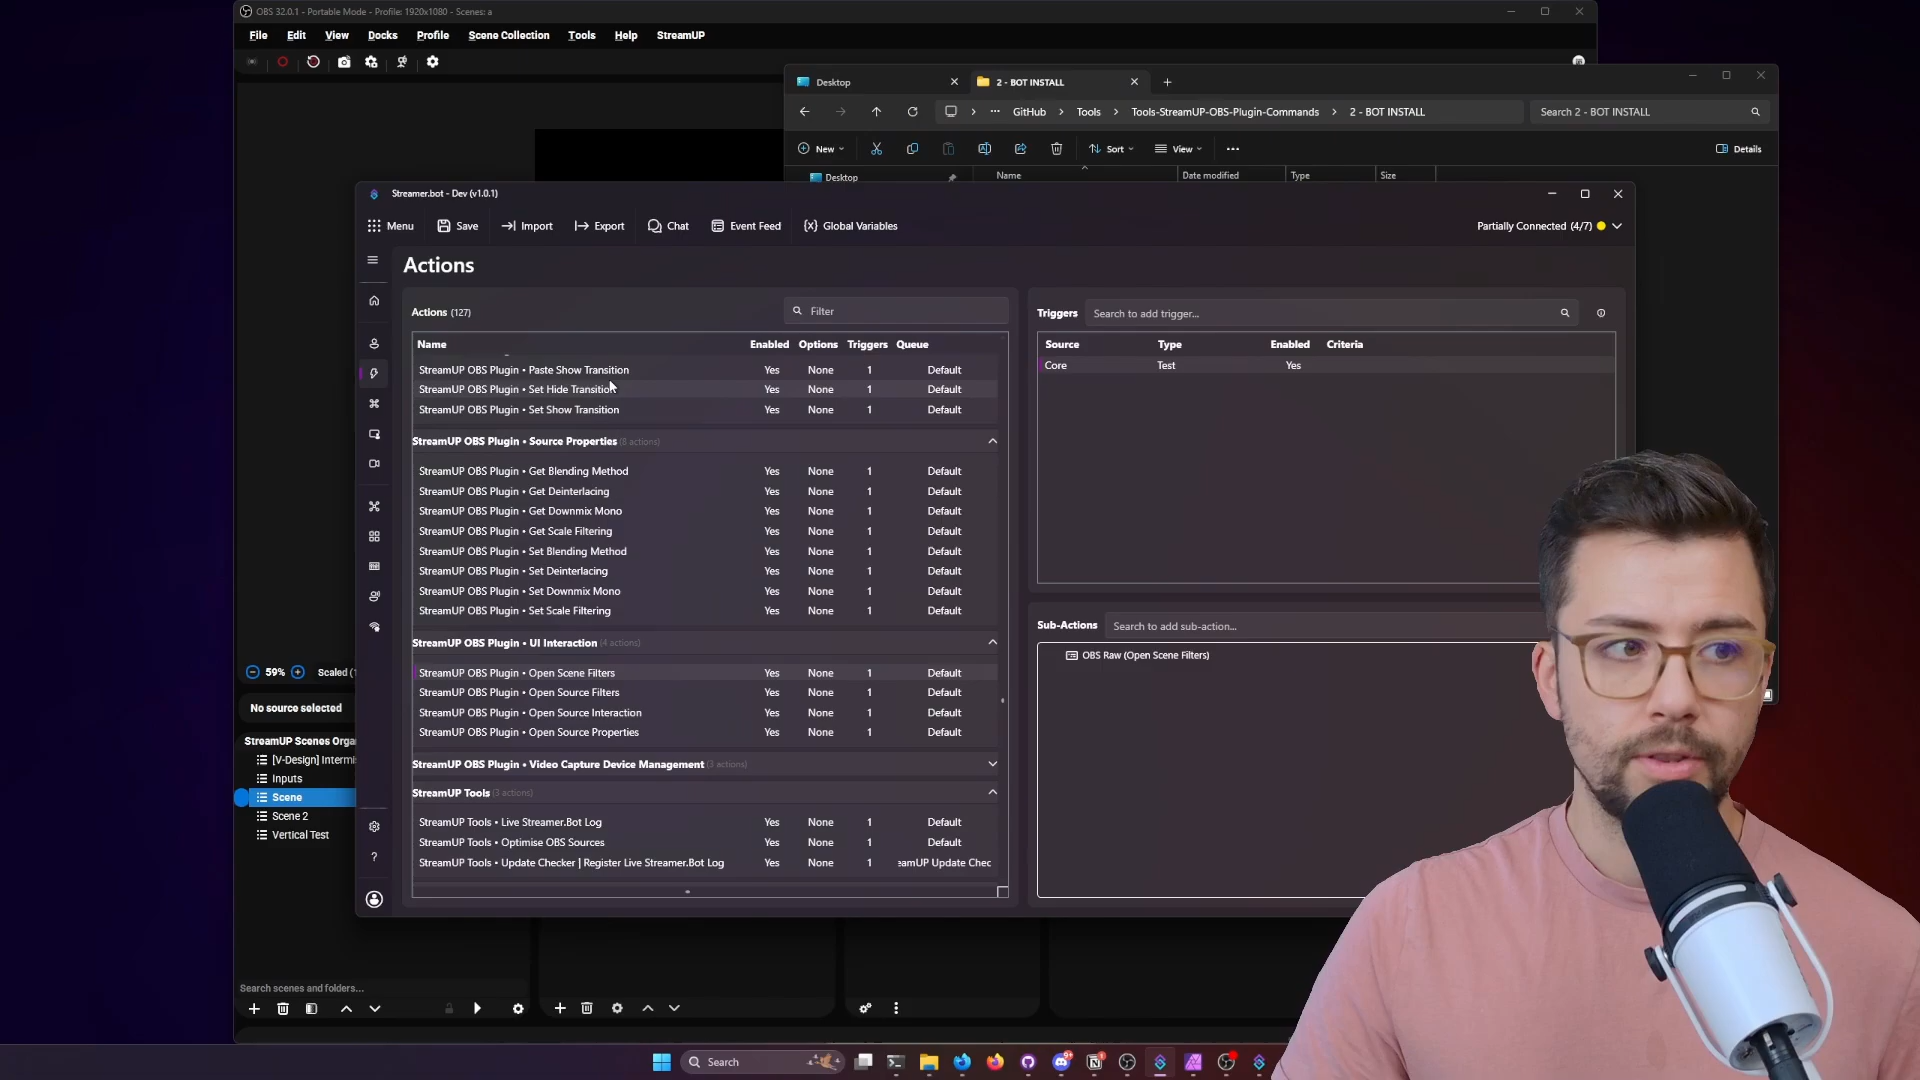 OBS 32.0.1 - Portable Mode - Profile: 1920x1080 - Scenes: a
File Edit View Docks Profile Scene Collection Tools Help StreamUP
Desktop 2 - BOT INSTALL
GitHub Tools Tools-StreamUP-OBS-Plugin-Commands 2 - BOT INSTALL Search 2 - BOT INSTALL
New Sort View Details
Desktop Name Date modified Type Size
Streamer.bot - Dev (v1.0.1)
Menu Save Import Export Chat Event Feed {x} Global Variables Partially Connected (4/7)
Actions
Actions (127) Filter
Name Enabled Options Triggers Queue
StreamUP OBS Plugin • Paste Show Transition Yes None 1 Default
StreamUP OBS Plugin • Set Hide Transition Yes None 1 Default
StreamUP OBS Plugin • Set Show Transition Yes None 1 Default
StreamUP OBS Plugin • Source Properties (8 actions)
StreamUP OBS Plugin • Get Blending Method Yes None 1 Default
StreamUP OBS Plugin • Get Deinterlacing Yes None 1 Default
StreamUP OBS Plugin • Get Downmix Mono Yes None 1 Default
StreamUP OBS Plugin • Get Scale Filtering Yes None 1 Default
StreamUP OBS Plugin • Set Blending Method Yes None 1 Default
StreamUP OBS Plugin • Set Deinterlacing Yes None 1 Default
StreamUP OBS Plugin • Set Downmix Mono Yes None 1 Default
StreamUP OBS Plugin • Set Scale Filtering Yes None 1 Default
StreamUP OBS Plugin • UI Interaction (4 actions)
StreamUP OBS Plugin • Open Scene Filters Yes None 1 Default
StreamUP OBS Plugin • Open Source Filters Yes None 1 Default
StreamUP OBS Plugin • Open Source Interaction Yes None 1 Default
StreamUP OBS Plugin • Open Source Properties Yes None 1 Default
StreamUP OBS Plugin • Video Capture Device Management (3 actions)
StreamUP Tools (3 actions)
StreamUP Tools • Live Streamer.Bot Log Yes None 1 Default
StreamUP Tools • Optimise OBS Sources Yes None 1 Default
StreamUP Tools • Update Checker | Register Live Streamer.Bot Log Yes None 1 eamUP Update Chec
Triggers Search to add trigger...
Source Type Enabled Criteria
Core Test Yes
Sub-Actions Search to add sub-action...
OBS Raw (Open Scene Filters)
59% Scaled (1
No source selected
StreamUP Scenes Orga
[V-Design] Intermi
Inputs
Scene
Scene 2
Vertical Test
Search scenes and folders...
Search